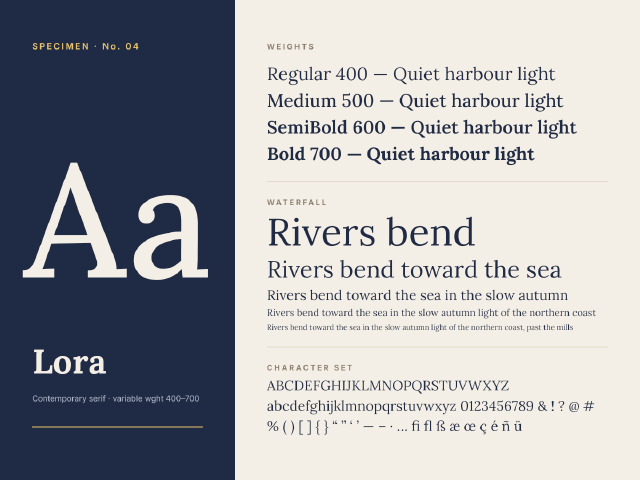 SPECIMEN · No. 04
Aa
Lora
Contemporary serif · variable wght 400–700
WEIGHTS
Regular 400 — Quiet harbour light
Medium 500 — Quiet harbour light
SemiBold 600 — Quiet harbour light
Bold 700 — Quiet harbour light
WATERFALL
Rivers bend
Rivers bend toward the sea
Rivers bend toward the sea in the slow autumn
Rivers bend toward the sea in the slow autumn light of the northern coast
Rivers bend toward the sea in the slow autumn light of the northern coast, past the mills
CHARACTER SET
ABCDEFGHIJKLMNOPQRSTUVWXYZ
abcdefghijklmnopqrstuvwxyz 0123456789 & ! ? @ #
% ( ) [ ] { } “ ” ‘ ’ — – · … fi fl ß æ œ ç é ñ ü